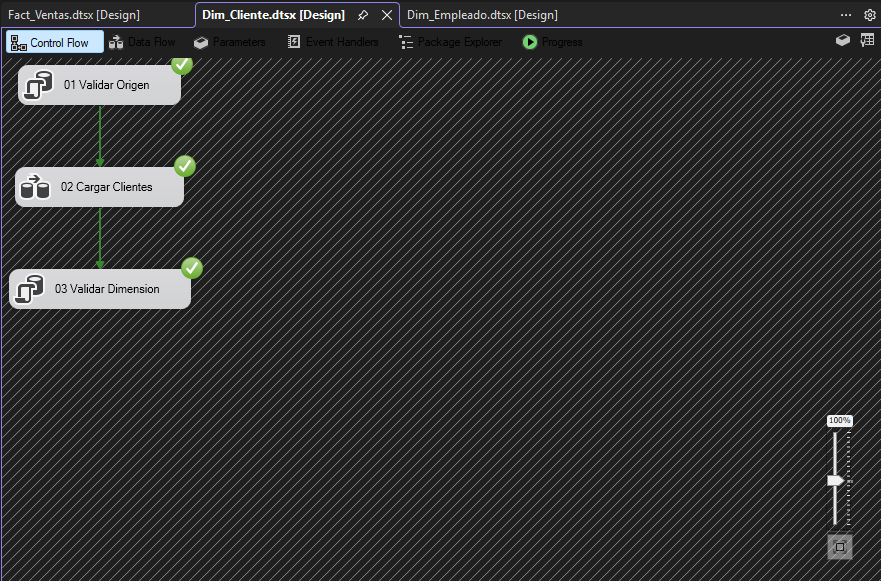 Fact_Ventas.dtsx [Design]
Dim_Cliente.dtsx [Design]
Dim_Empleado.dtsx [Design]
Control Flow
Data Flow
Parameters
Event Handlers
Package Explorer
Progress
01 Validar Origen
02 Cargar Clientes
03 Validar Dimension
100%